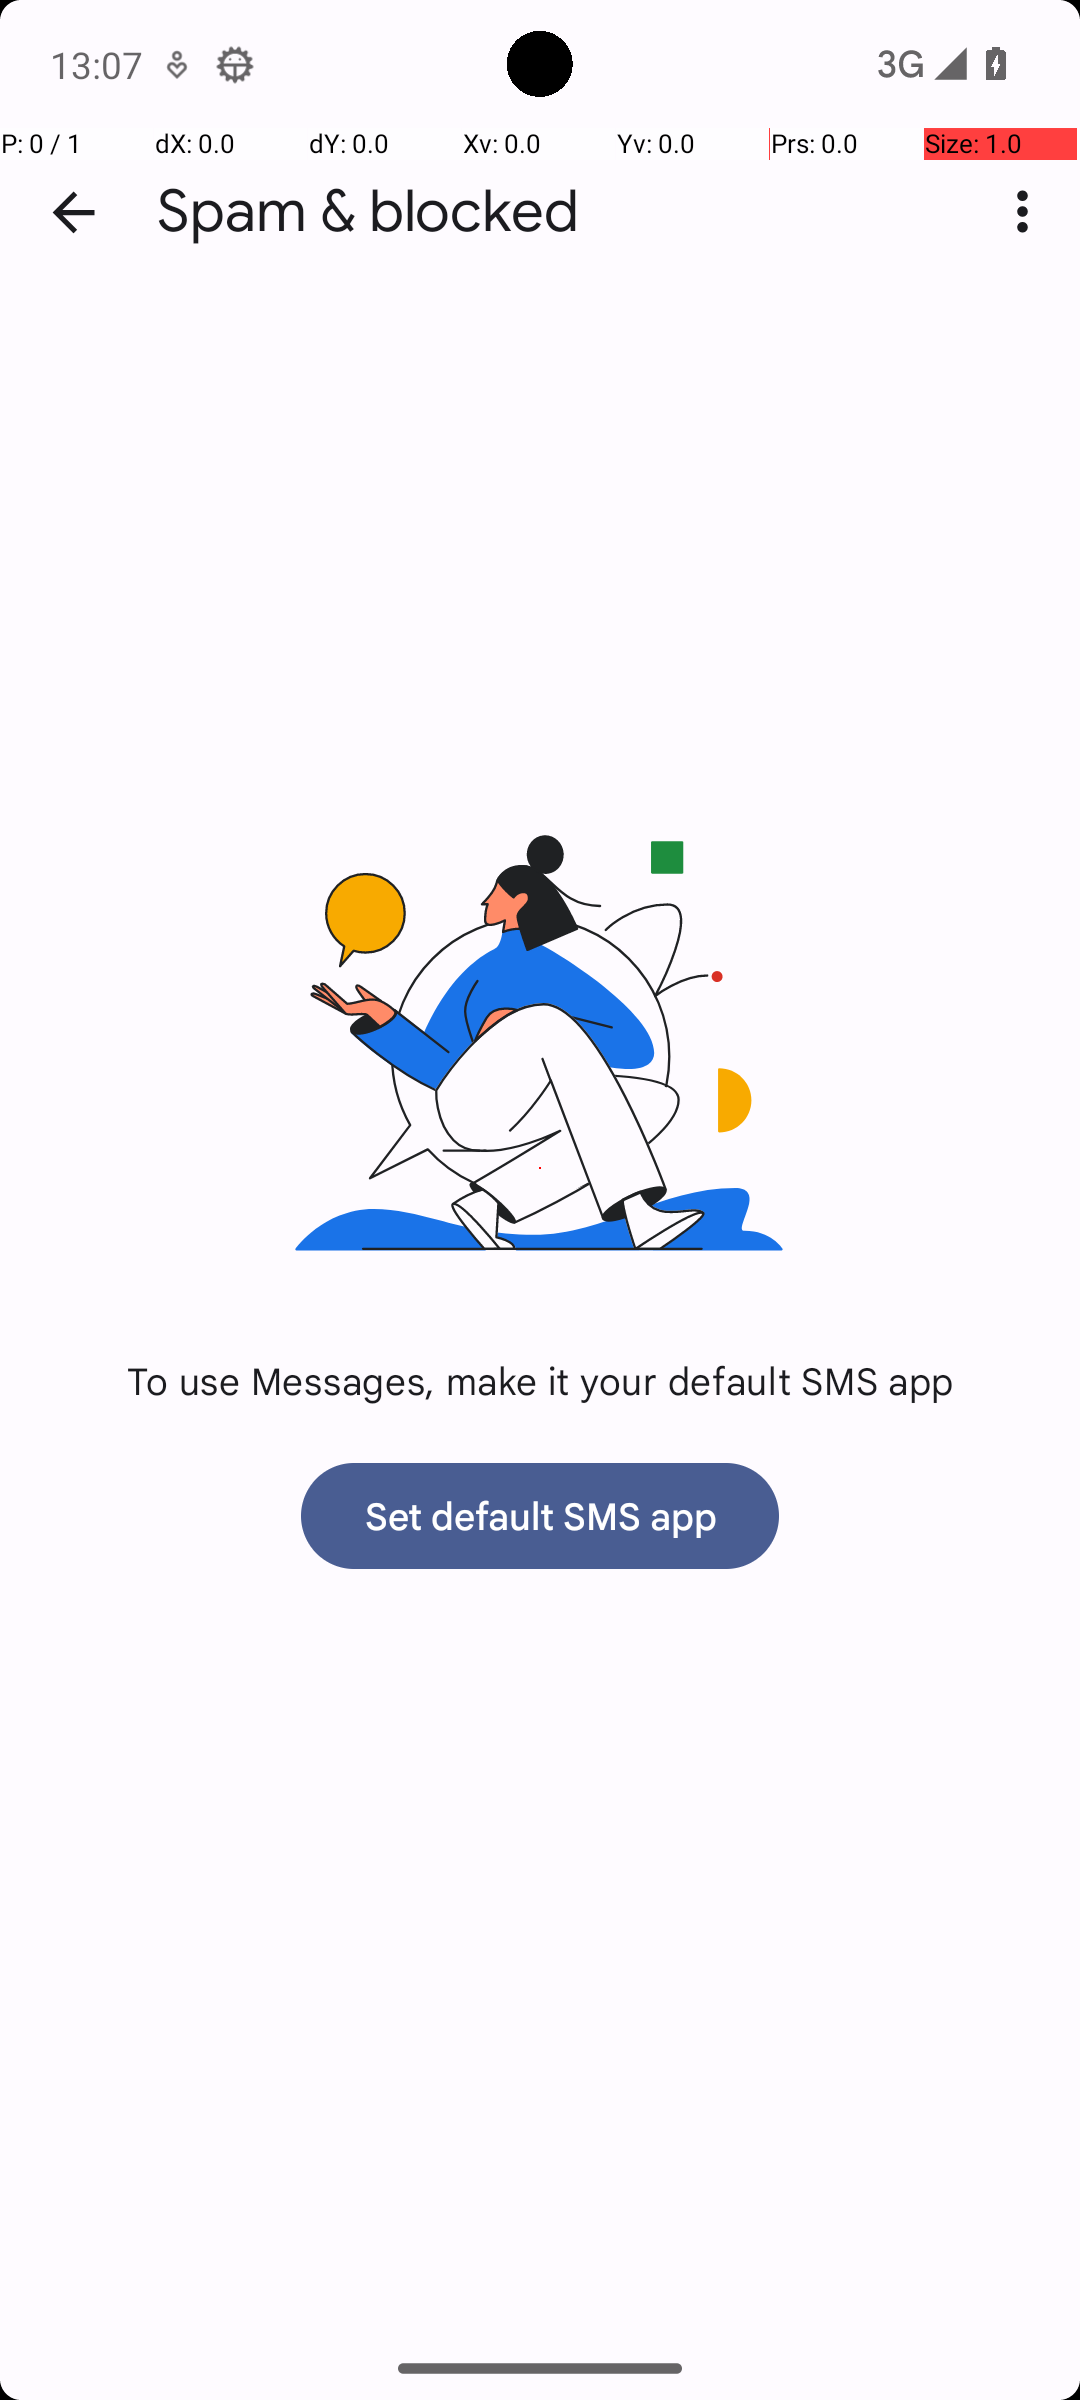 13:07
3G
P: 0 / 1 dX: 0.0 dY: 0.0 Xv: 0.0 Yv: 0.0 Prs: 0.0 Size: 1.0
Spam & blocked
To use Messages, make it your default SMS app
Set default SMS app